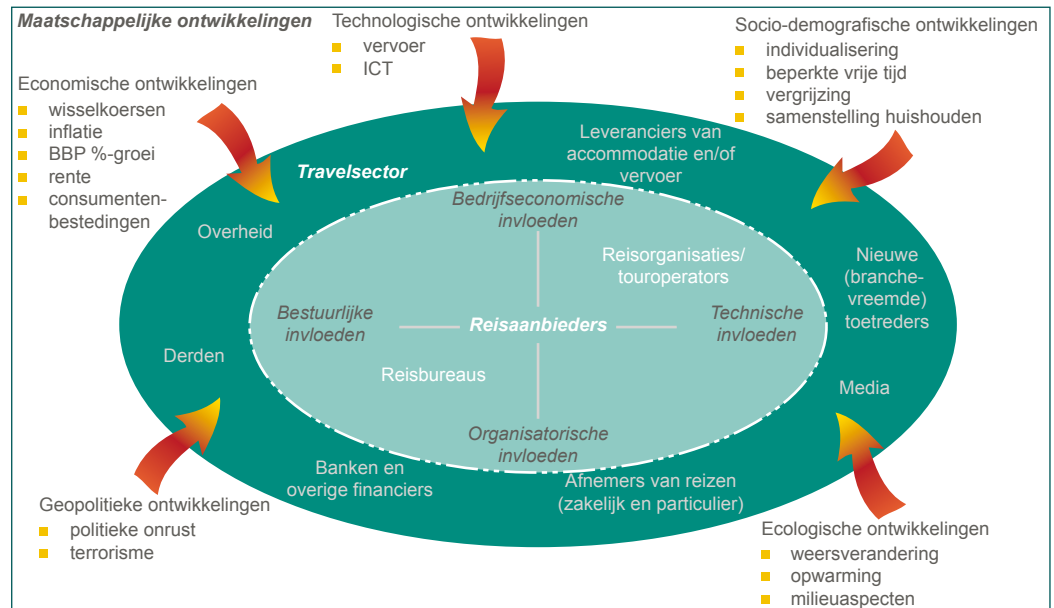 Maatschappelijke ontwikkelingen
Technologische ontwikkelingen
vervoer
ICT
Socio-demografische ontwikkelingen
individualisering
beperkte vrije tijd
vergrijzing
samenstelling huishouden
Economische ontwikkelingen
wisselkoersen
inflatie
BBP %-groei
rente
consumenten-
bestedingen
Travelsector
Leveranciers van
accommodatie en/of
vervoer
Overheid
Bedrijfseconomische
invloeden
Reisorganisaties/
touroperators
Nieuwe
(branche-
vreemde)
toetreders
Bestuurlijke
invloeden
Reisaanbieders
Technische
invloeden
Derden
Reisbureaus
Media
Organisatorische
invloeden
Banken en
overige financiers
Afnemers van reizen
(zakelijk en particulier)
Geopolitieke ontwikkelingen
politieke onrust
terrorisme
Ecologische ontwikkelingen
weersverandering
opwarming
milieuaspecten